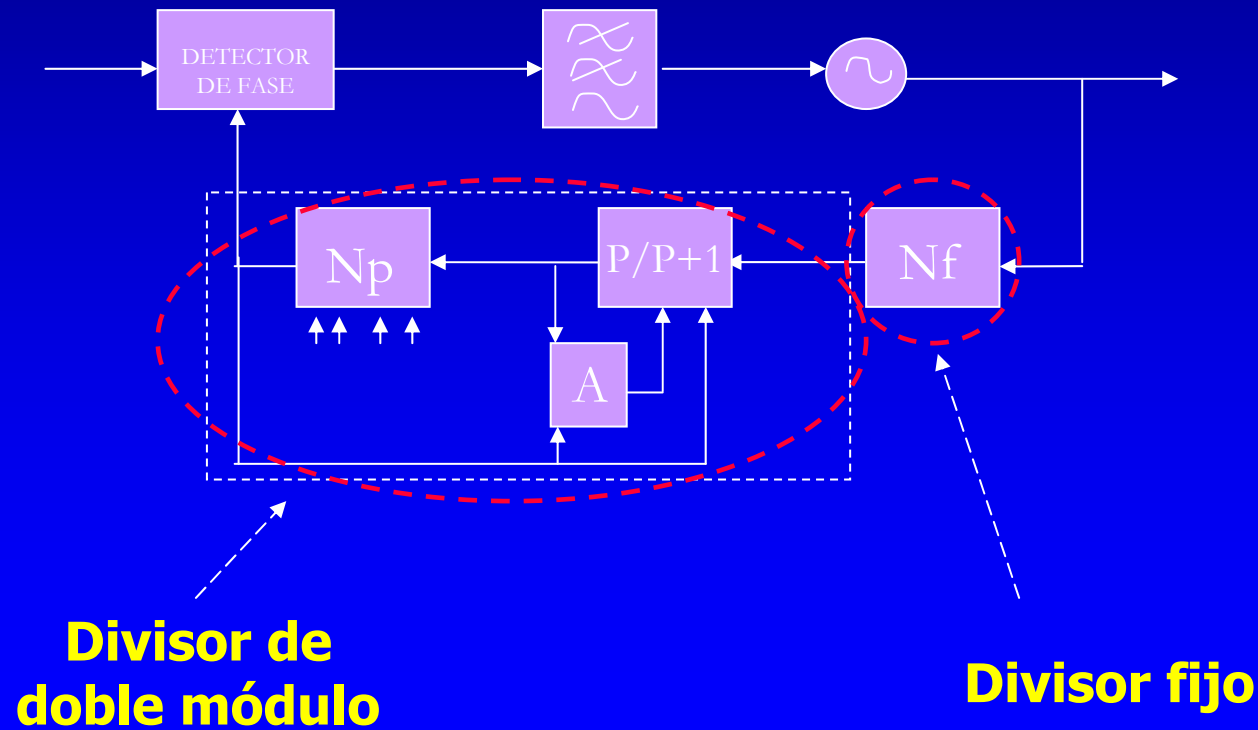 DETECTOR
DE FASE
Np
P/P+1
Nf
A
Divisor de
doble módulo
Divisor fijo